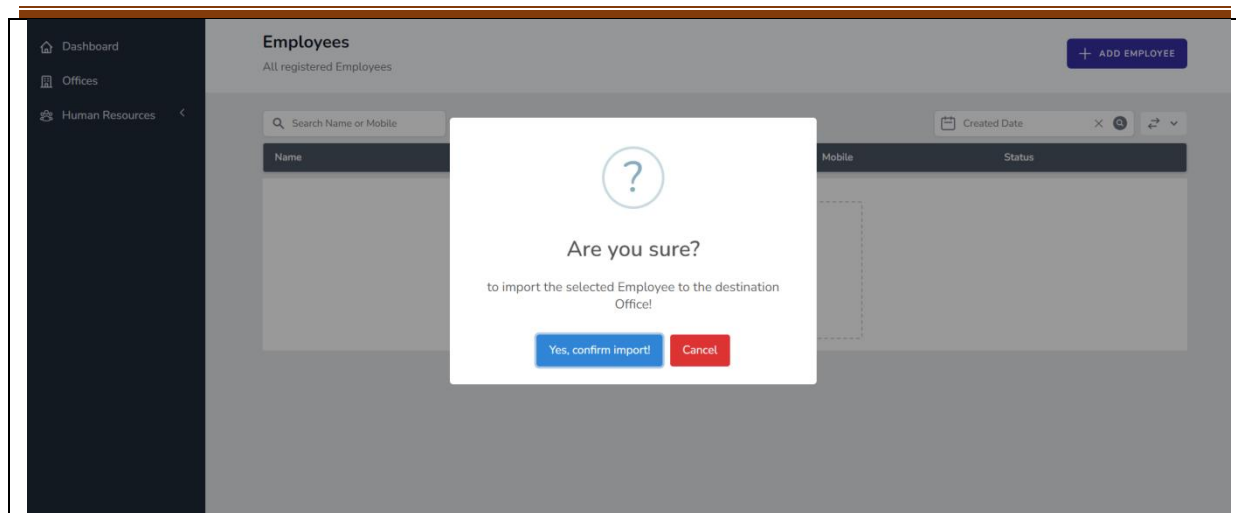 Dashboard
Offices
Human Resources
Employees
All registered Employees
+ ADD EMPLOYEE
Search Name or Mobile
Created Date
Name
Mobile
Status
?
Are you sure?
to import the selected Employee to the destination
Office!
Yes, confirm import!
Cancel